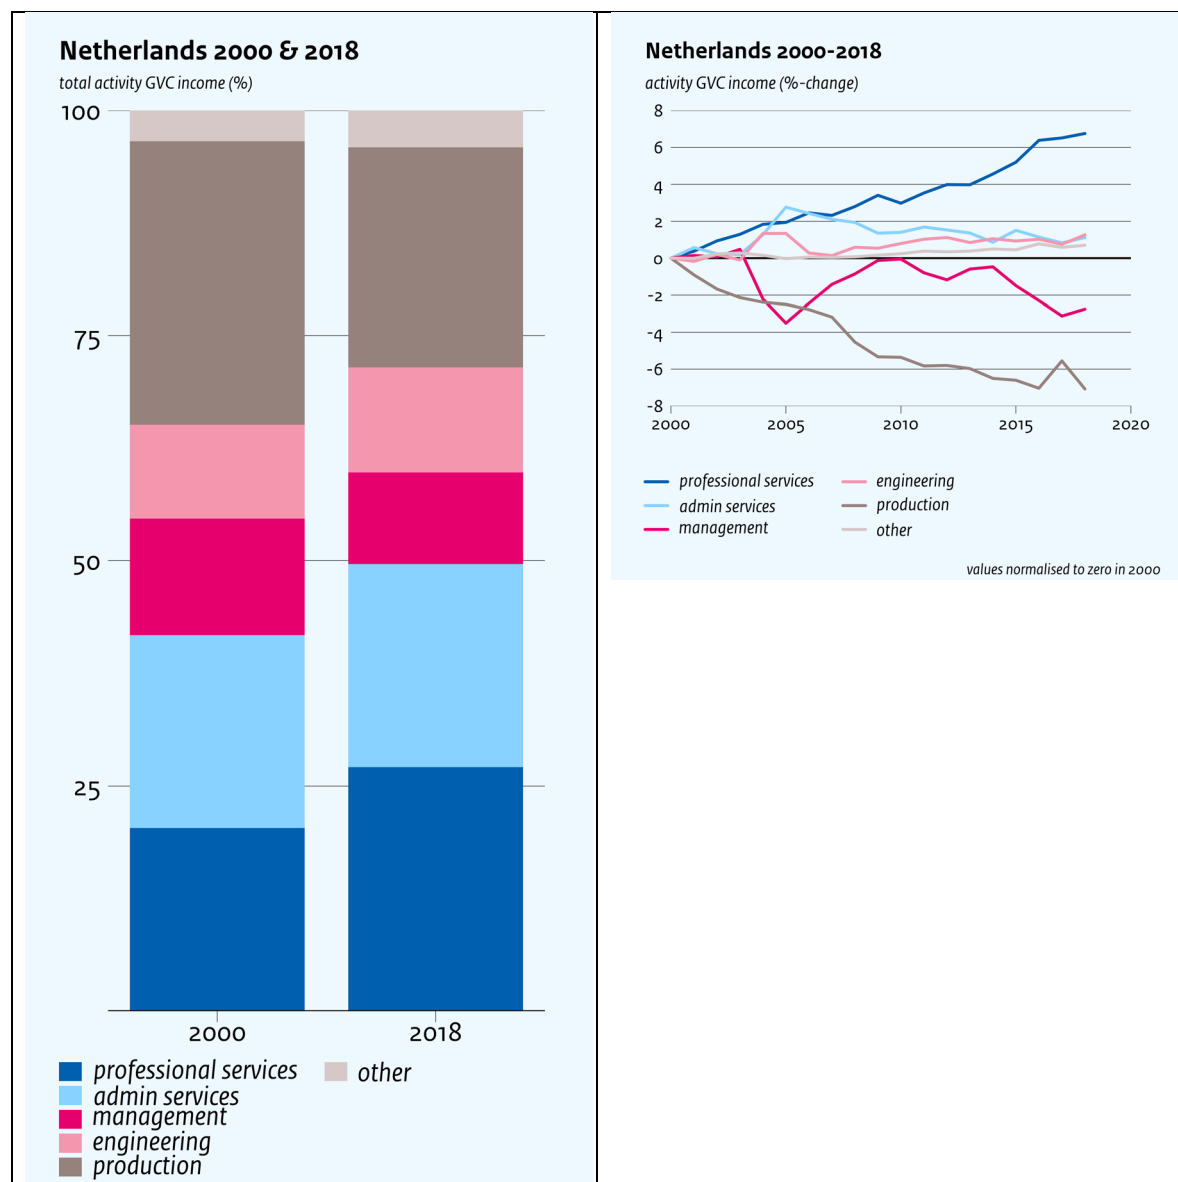 Netherlands 2000 & 2018
total activity GVC income (%)
100
75
50
25
2000 2018
professional services other
admin services
management
engineering
production
Netherlands 2000-2018
activity GVC income (%-change)
8
6
4
2
0
-2
-4
-6
-8
2000 2005 2010 2015 2020
professional services engineering
admin services production
management other
values normalised to zero in 2000